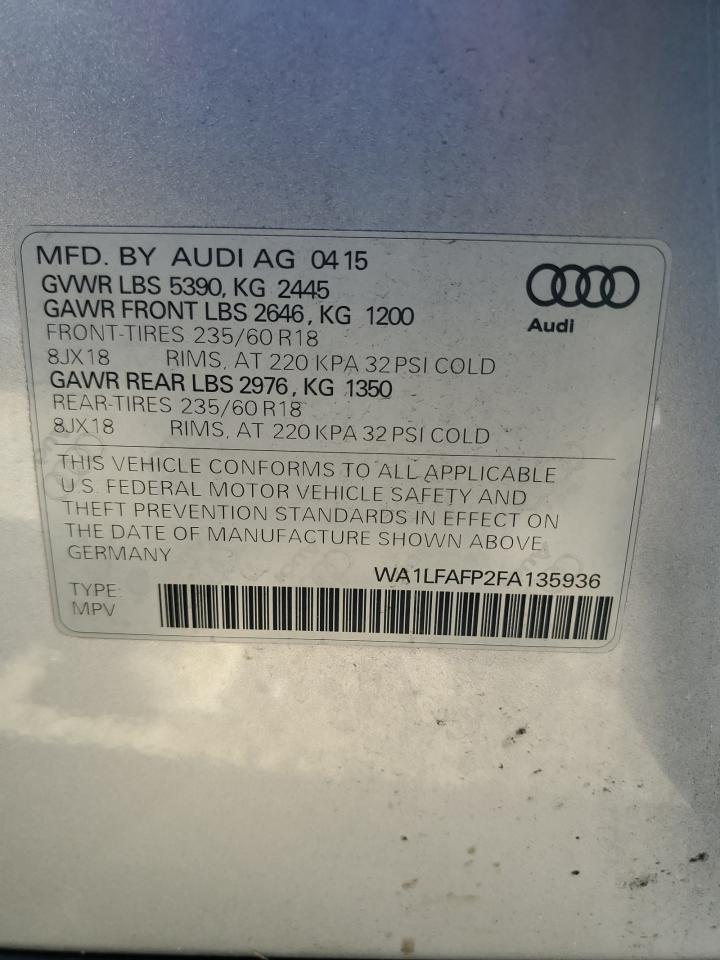 MFD. BY AUDI AG 0415
GVWR LBS 5390, KG 2445
GAWR FRONT LBS 2646, KG 1200
FRONT-TIRES 235/60 R18
8JX18 RIMS, AT 220 KPA 32 PSI COLD
GAWR REAR LBS 2976, KG 1350
REAR-TIRES 235/60 R18
8JX18 RIMS, AT 220 KPA 32 PSI COLD
Audi
THIS VEHICLE CONFORMS TO ALL APPLICABLE
U.S. FEDERAL MOTOR VEHICLE SAFETY AND
THEFT PREVENTION STANDARDS IN EFFECT ON
THE DATE OF MANUFACTURE SHOWN ABOVE.
GERMANY
WA1LFAFP2FA135936
TYPE:
MPV